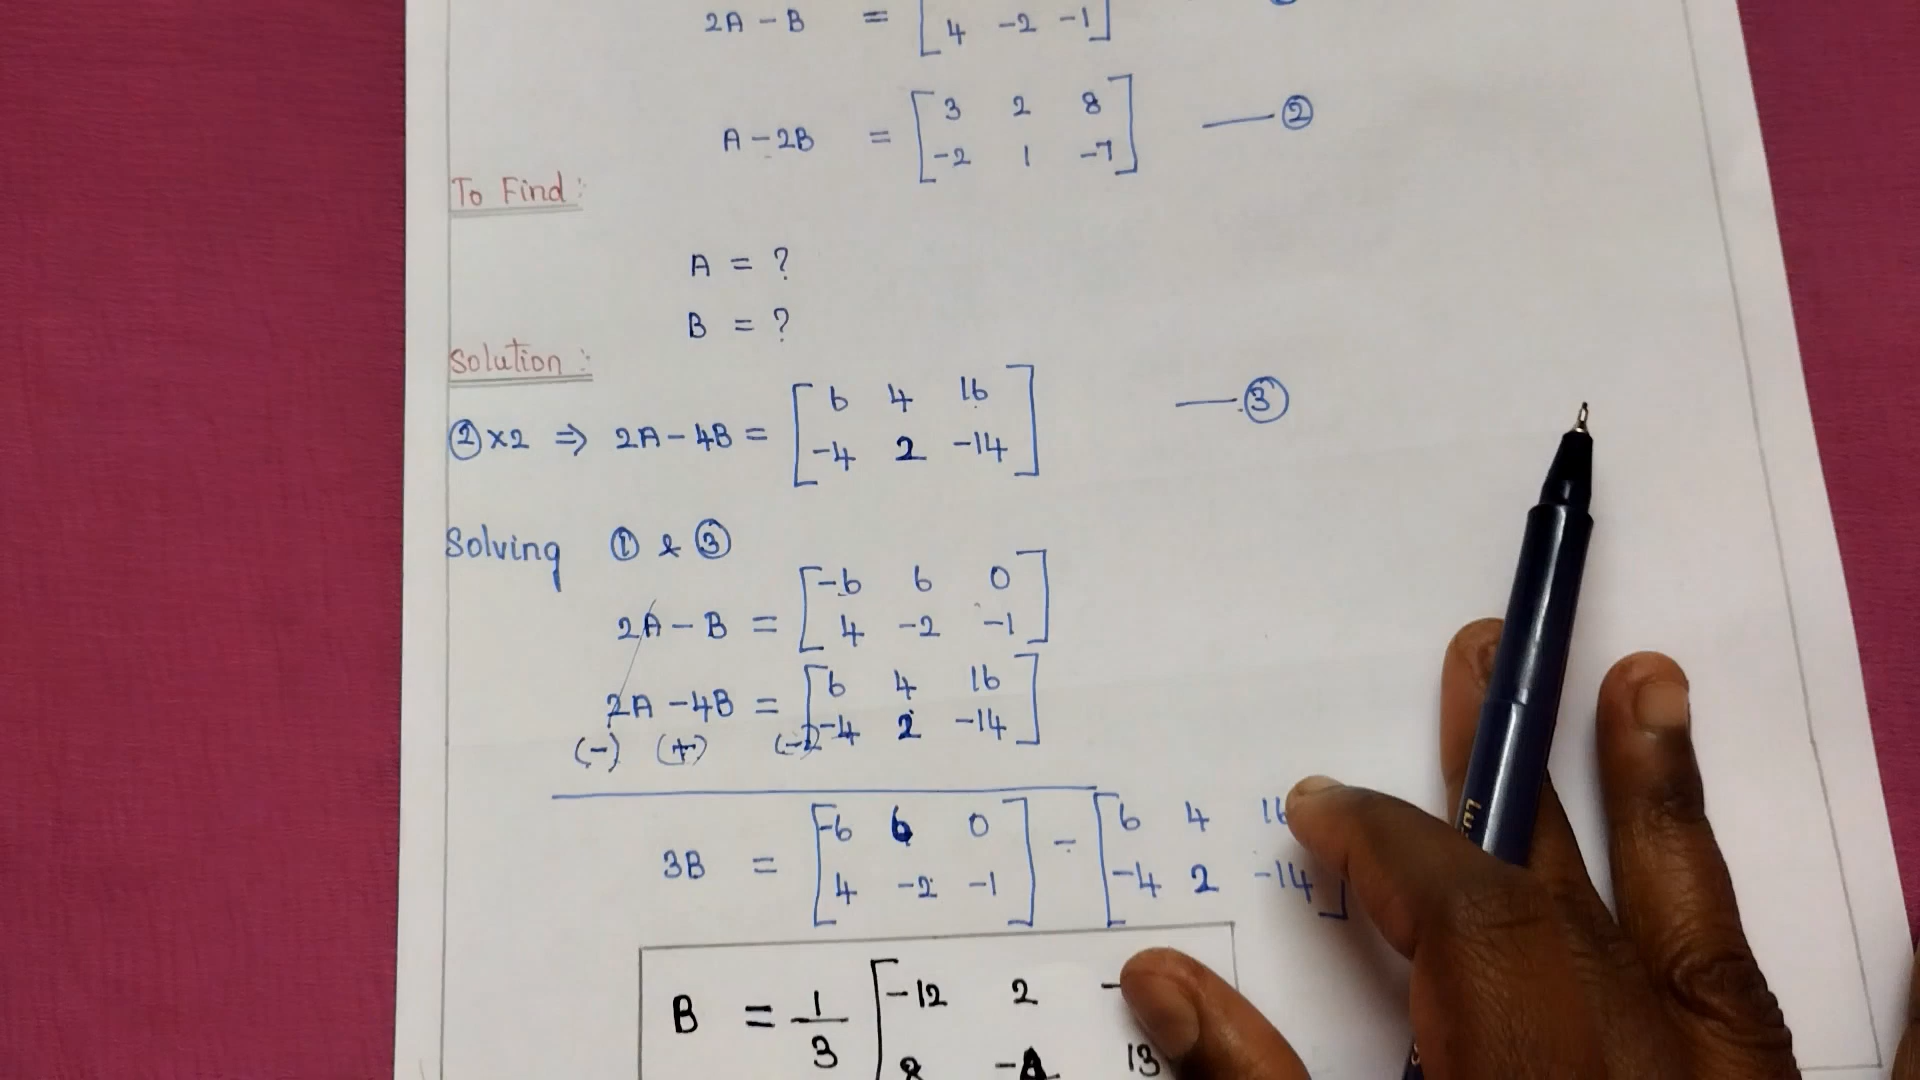 2A - B = [ 4 -2 -1 ]
A - 2B = [ 3 2 8 —— ②
-2 1 -7 ]
To Find :
A = ?
B = ?
Solution :
② ×2 ⇒ 2A - 4B = [ 6 4 16 —— ③
-4 2 -14 ]
Solving ① & ③
2A - B = [ -6 6 0
4 -2 -1 ]
2A - 4B = [ 6 4 16
-4 2 -14 ]
(-) (+) (-)
3B = [ -6 6 0 ] - [ 6 4 16
4 -2 -1 ] -4 2 -14 ]
B = 1/3 [ -12 2 -
8 13